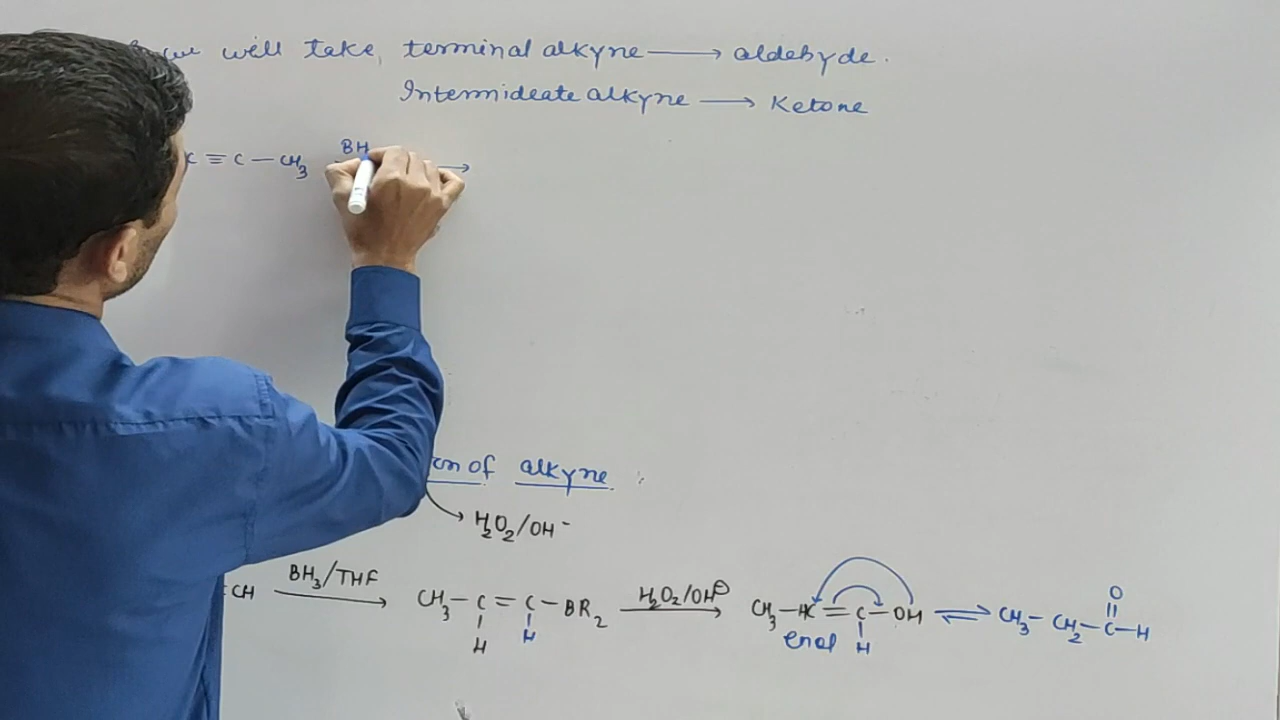 will take, terminal alkyne ⟶ aldehyde.
Intermideate alkyne ⟶ Ketone
C ≡ C — CH3 BH ⟶
of alkyne :
H2O2/OH-
CH BH3/THF ⟶ CH3 — C = C — BR2 H2O2/OH⊖ ⟶ CH3 — HC = C — OH ⇌ CH3 — CH2 — C — H
H H H O
Enol